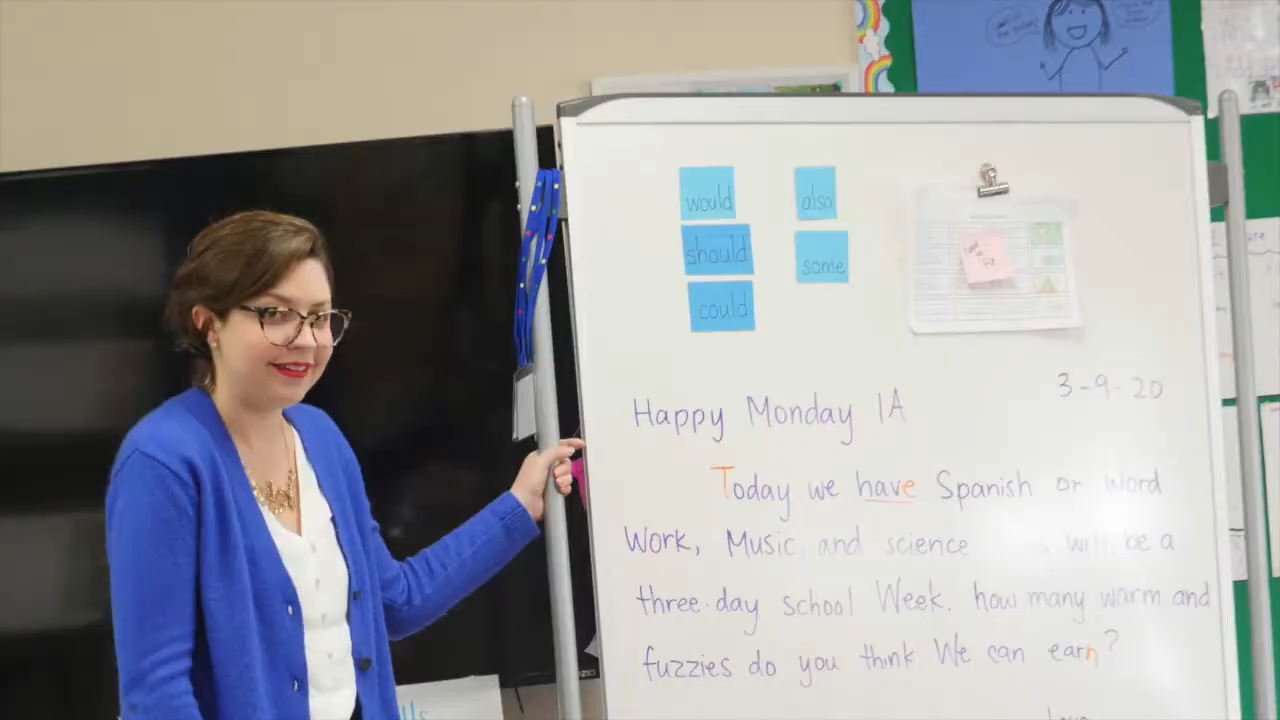 would
also
should
some
could
3-9-20
Happy Monday 1A
Today we have Spanish or word
Work, Music, and science will be a
three-day school Week. how many warm and
fuzzies do you think We can earn?
love